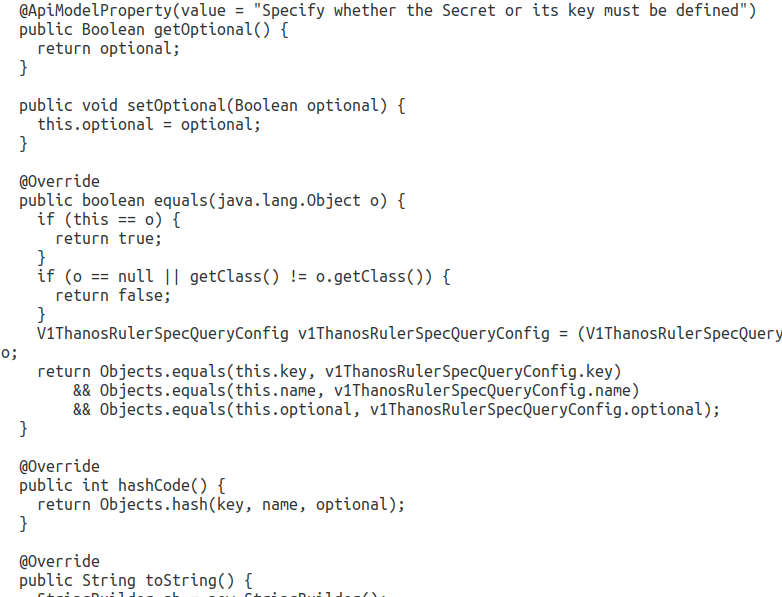 @ApiModelProperty(value = "Specify whether the Secret or its key must be defined")
public Boolean getOptional() {
return optional;
}
public void setOptional(Boolean optional) {
this.optional = optional;
}
@Override
public boolean equals(java.lang.Object o) {
if (this == o) {
return true;
}
if (o == null || getClass() != o.getClass()) {
return false;
}
V1ThanosRulerSpecQueryConfig v1ThanosRulerSpecQueryConfig = (V1ThanosRulerSpecQuery
o;
return Objects.equals(this.key, v1ThanosRulerSpecQueryConfig.key)
&& Objects.equals(this.name, v1ThanosRulerSpecQueryConfig.name)
&& Objects.equals(this.optional, v1ThanosRulerSpecQueryConfig.optional);
}
@Override
public int hashCode() {
return Objects.hash(key, name, optional);
}
@Override
public String toString() {
StringBuilder sb = new StringBuilder();